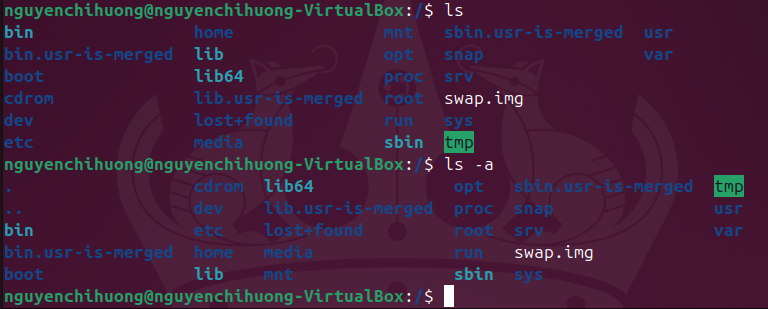 nguyenchihuong@nguyenchihuong-VirtualBox:/$ ls
bin home mnt sbin.usr-is-merged usr
bin.usr-is-merged lib opt snap var
boot lib64 proc srv
cdrom lib.usr-is-merged root swap.img
dev lost+found run sys
etc media sbin tmp
nguyenchihuong@nguyenchihuong-VirtualBox:/$ ls -a
. cdrom lib64 opt sbin.usr-is-merged tmp
.. dev lib.usr-is-merged proc snap usr
bin etc lost+found root srv var
bin.usr-is-merged home media run swap.img
boot lib mnt sbin sys
nguyenchihuong@nguyenchihuong-VirtualBox:/$